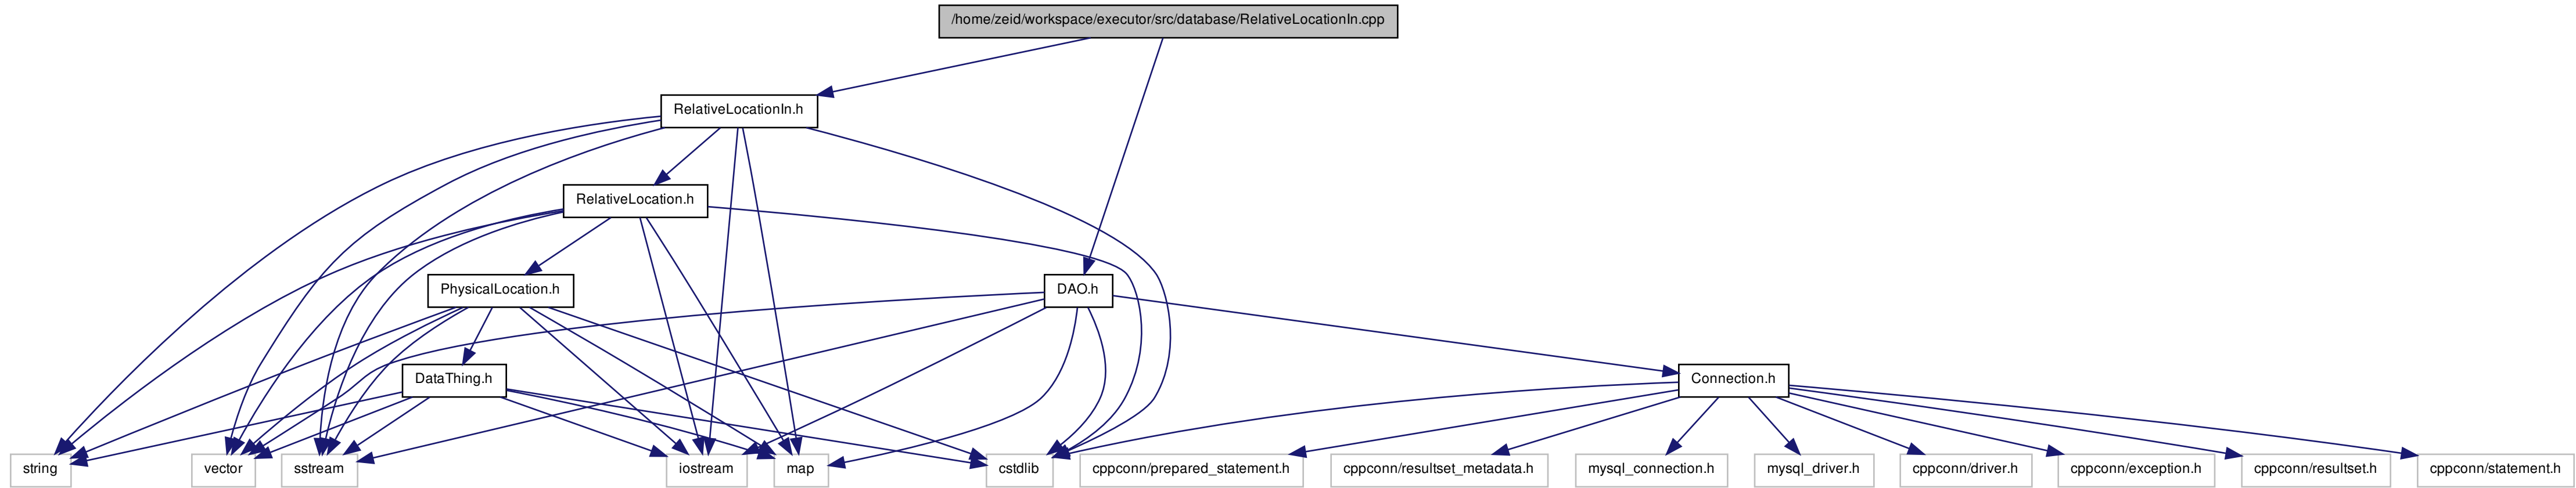 /home/zeid/workspace/executor/src/database/RelativeLocationIn.cpp
RelativeLocationIn.h
RelativeLocation.h
PhysicalLocation.h
DAO.h
DataThing.h
Connection.h
string
vector
sstream
iostream
map
cstdlib
cppconn/prepared_statement.h
cppconn/resultset_metadata.h
mysql_connection.h
mysql_driver.h
cppconn/driver.h
cppconn/exception.h
cppconn/resultset.h
cppconn/statement.h